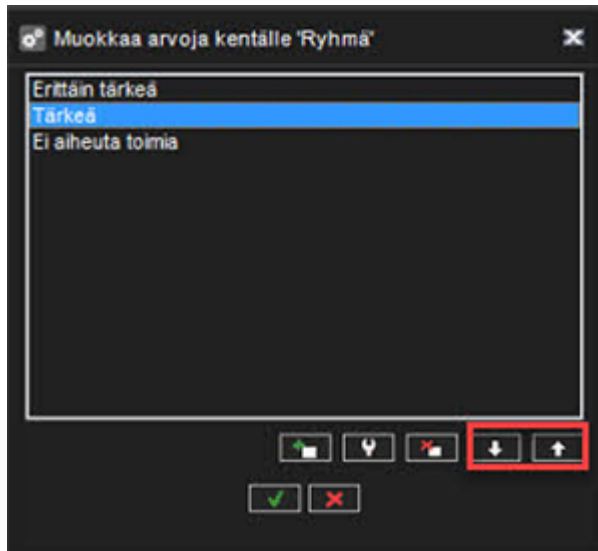 Muokkaa arvoja kentälle 'Ryhmä'
Erittäin tärkeä
Tärkeä
Ei aiheuta toimia